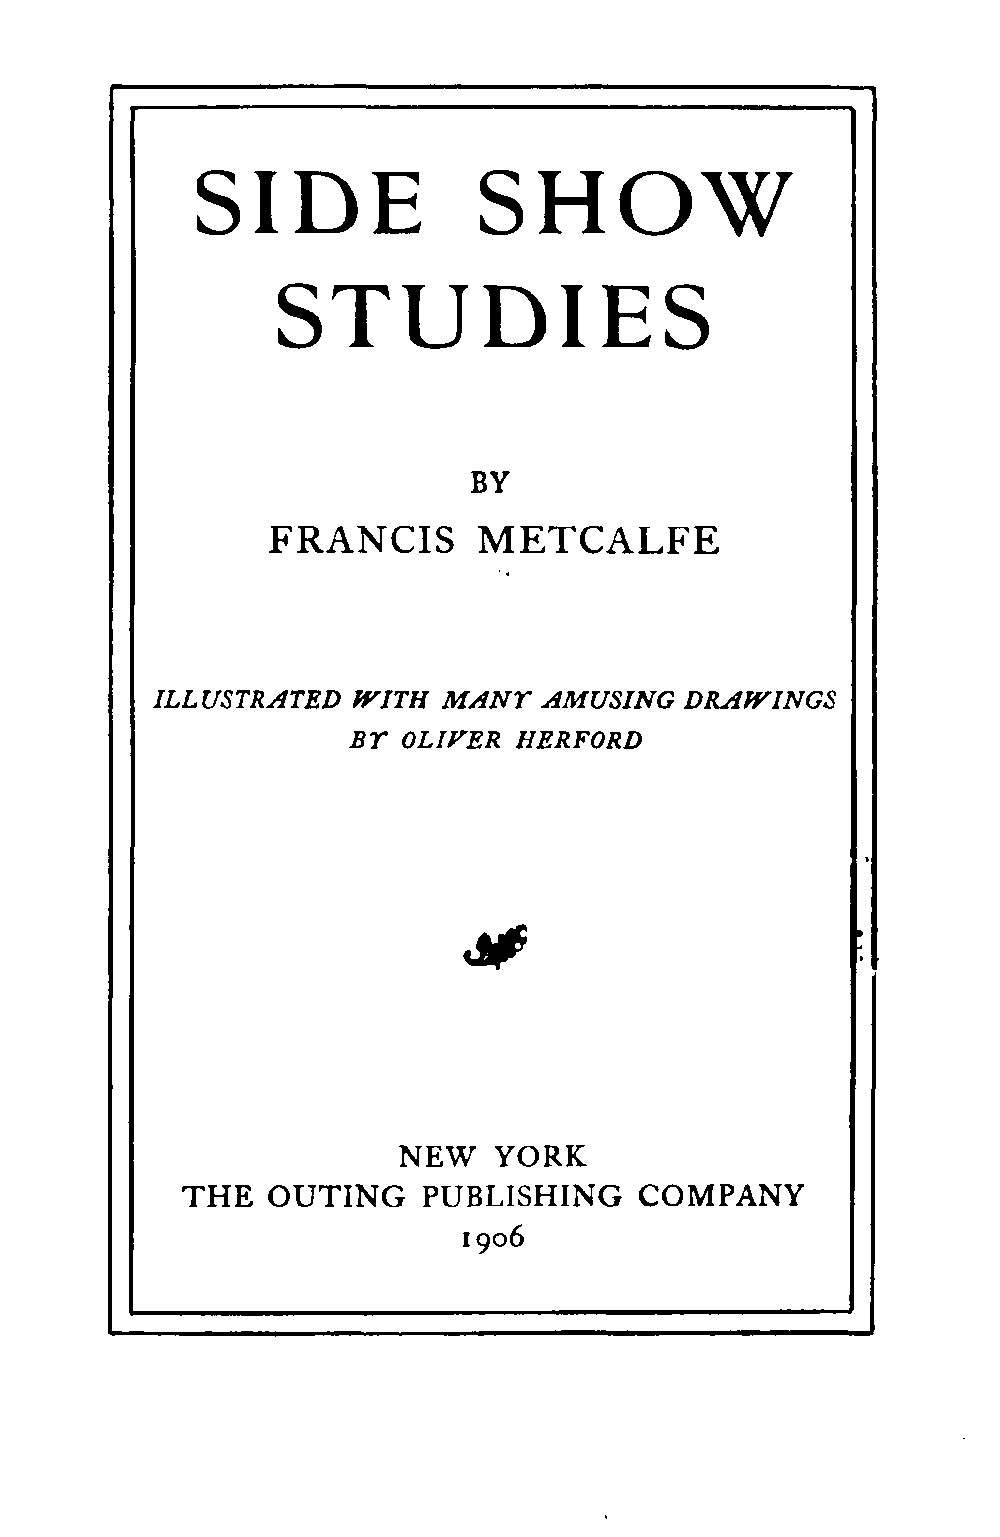 SIDE SHOW
STUDIES
BY
FRANCIS METCALFE
ILLUSTRATED WITH MANY AMUSING DRAWINGS
BY OLIVER HERFORD
NEW YORK
THE OUTING PUBLISHING COMPANY
1906